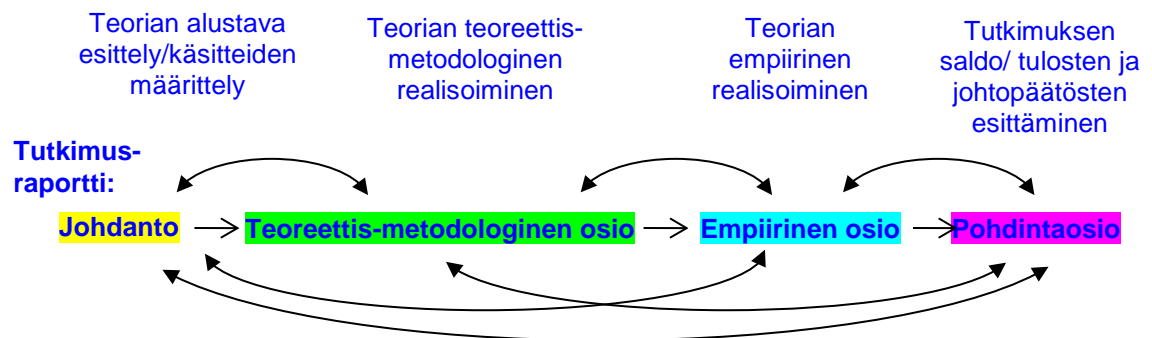 Teorian alustava
esittely/käsitteiden
määrittely
Teorian teoreettis-
metodologinen
realisoiminen
Teorian
empiirinen
realisoiminen
Tutkimuksen
saldo/ tulosten ja
johtopäätösten
esittäminen
Tutkimus-
raportti:
Johdanto
Teoreettis-metodologinen osio
Empiirinen osio
Pohdintaosio